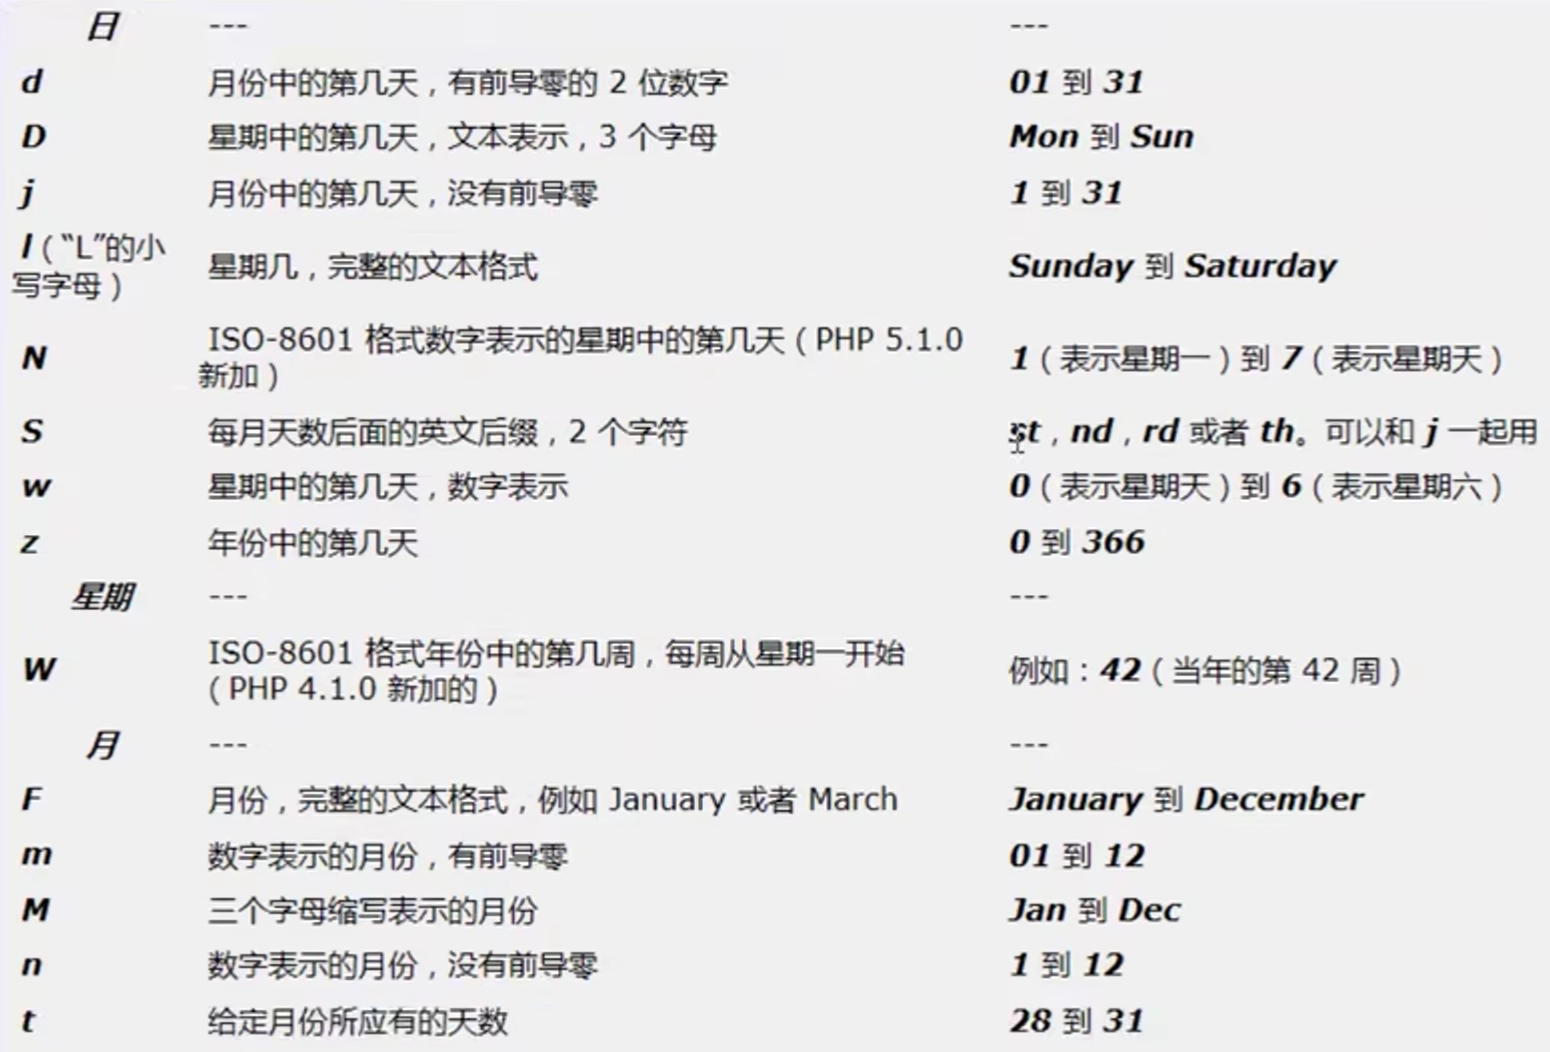 日 --- ---
d 月份中的第几天，有前导零的 2 位数字 01 到 31
D 星期中的第几天，文本表示，3 个字母 Mon 到 Sun
j 月份中的第几天，没有前导零 1 到 31
l（“L”的小
写字母） 星期几，完整的文本格式 Sunday 到 Saturday
N ISO-8601 格式数字表示的星期中的第几天（PHP 5.1.0
新加） 1（表示星期一）到 7（表示星期天）
S 每月天数后面的英文后缀，2 个字符 st，nd，rd 或者 th。可以和 j 一起用
w 星期中的第几天，数字表示 0（表示星期天）到 6（表示星期六）
z 年份中的第几天 0 到 366
星期 --- ---
W ISO-8601 格式年份中的第几周，每周从星期一开始
（PHP 4.1.0 新加的） 例如：42（当年的第 42 周）
月 --- ---
F 月份，完整的文本格式，例如 January 或者 March January 到 December
m 数字表示的月份，有前导零 01 到 12
M 三个字母缩写表示的月份 Jan 到 Dec
n 数字表示的月份，没有前导零 1 到 12
t 给定月份所应有的天数 28 到 31